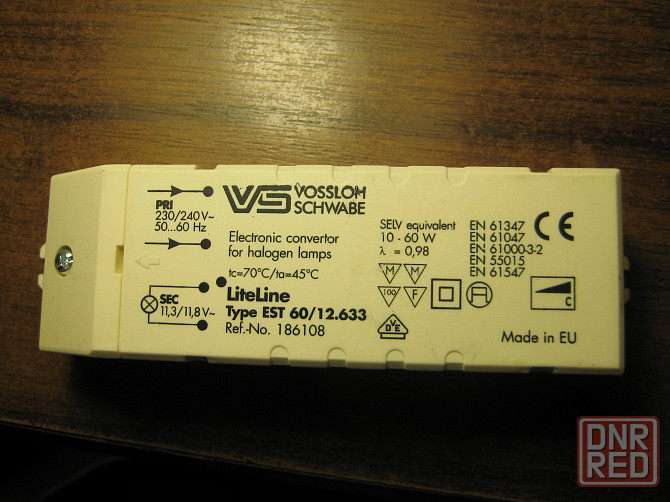 PRI
230/240V~
50...60 Hz
SEC
11,3/11,8V~
VS VOSSLOH
SCHWABE
Electronic convertor
for halogen lamps
tc=70°C/ta=45°C
LiteLine
Type EST 60/12.633
Ref.-No. 186108
SELV equivalent
10 - 60 W
λ = 0,98
M M
100 F
VDE
EN 61347
EN 61047
EN 61000-3-2
EN 55015
EN 61547
CE
C
Made in EU
DNR
RED